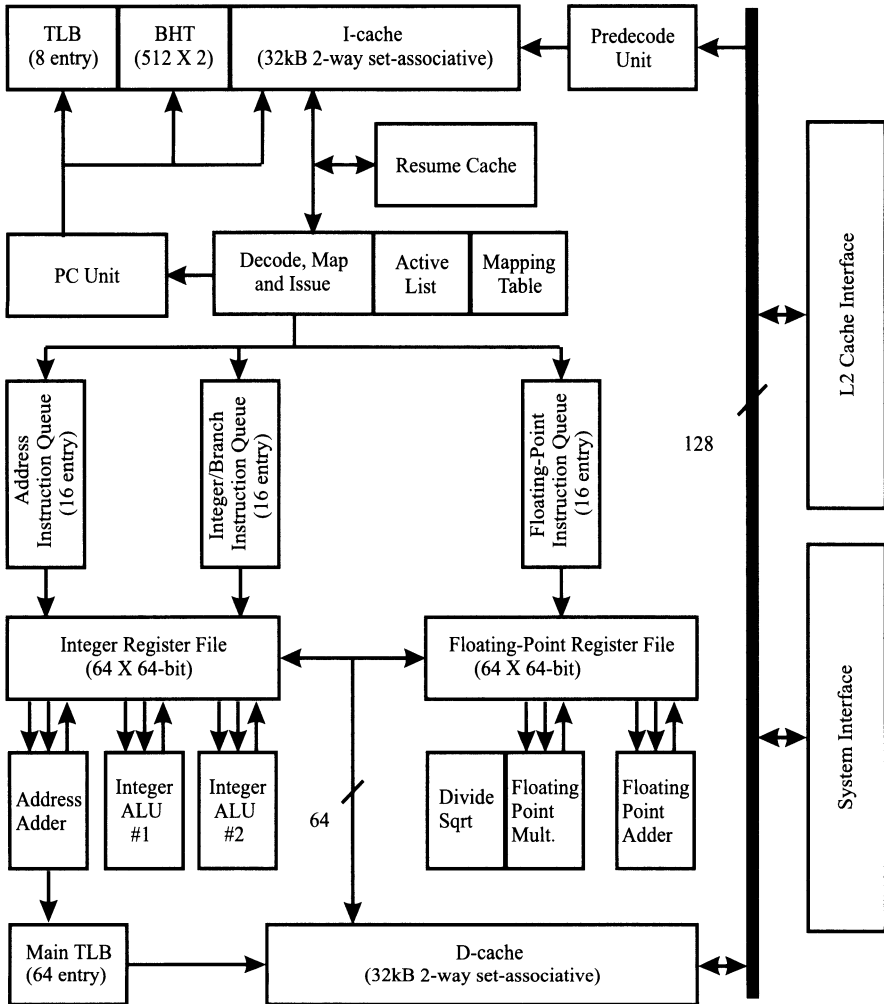 TLB
(8 entry)
BHT
(512 X 2)
I-cache
(32kB 2-way set-associative)
Predecode
Unit
Resume Cache
PC Unit
Decode, Map
and Issue
Active
List
Mapping
Table
L2 Cache Interface
Address
Instruction Queue
(16 entry)
Integer/Branch
Instruction Queue
(16 entry)
Floating-Point
Instruction Queue
(16 entry)
128
Integer Register File
(64 X 64-bit)
Floating-Point Register File
(64 X 64-bit)
System Interface
Address
Adder
Integer
ALU
#1
Integer
ALU
#2
64
Divide
Sqrt
Floating
Point
Mult.
Floating
Point
Adder
Main TLB
(64 entry)
D-cache
(32kB 2-way set-associative)